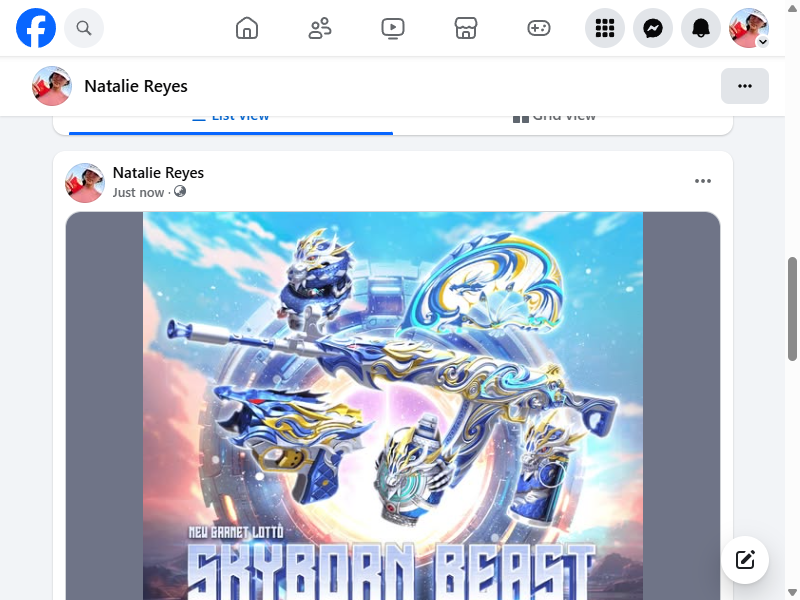 Natalie Reyes
List view
Grid view
Natalie Reyes
Just now ·
NEW GARNET LOTTO
SKYBORN BEAST